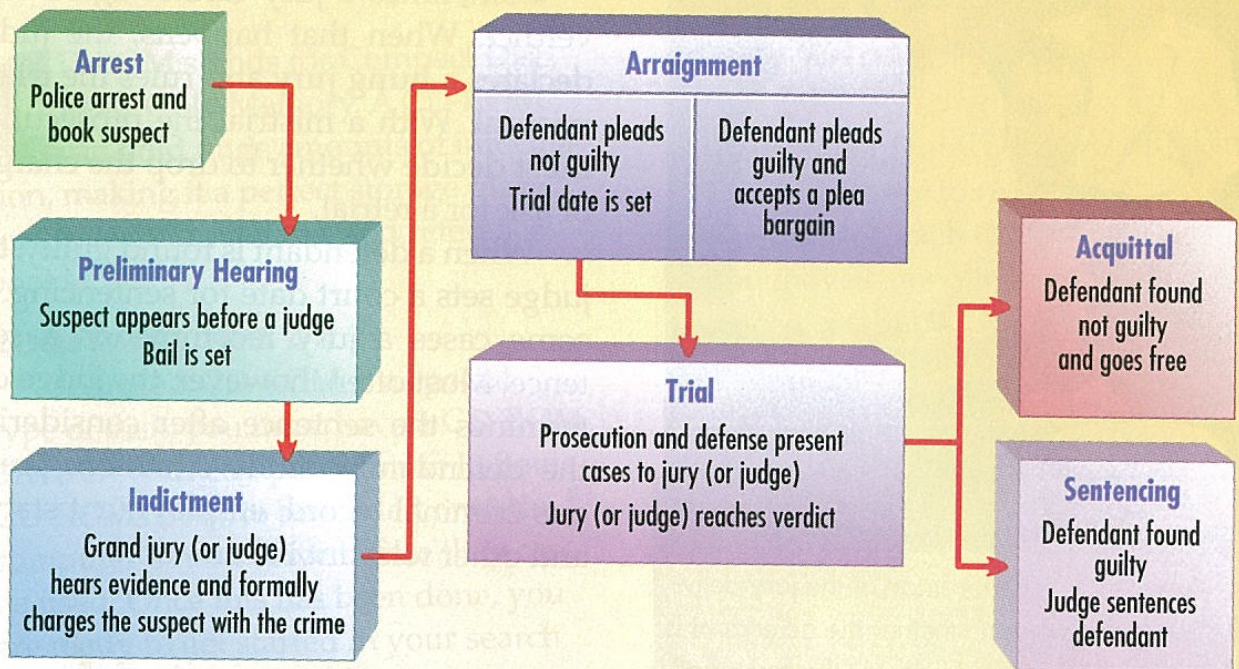 Arrest
Police arrest and
book suspect
Preliminary Hearing
Suspect appears before a judge
Bail is set
Indictment
Grand jury (or judge)
hears evidence and formally
charges the suspect with the crime
Arraignment
Defendant pleads
not guilty
Trial date is set
Defendant pleads
guilty and
accepts a plea
bargain
Trial
Prosecution and defense present
cases to jury (or judge)
Jury (or judge) reaches verdict
Acquittal
Defendant found
not guilty
and goes free
Sentencing
Defendant found
guilty
Judge sentences
defendant